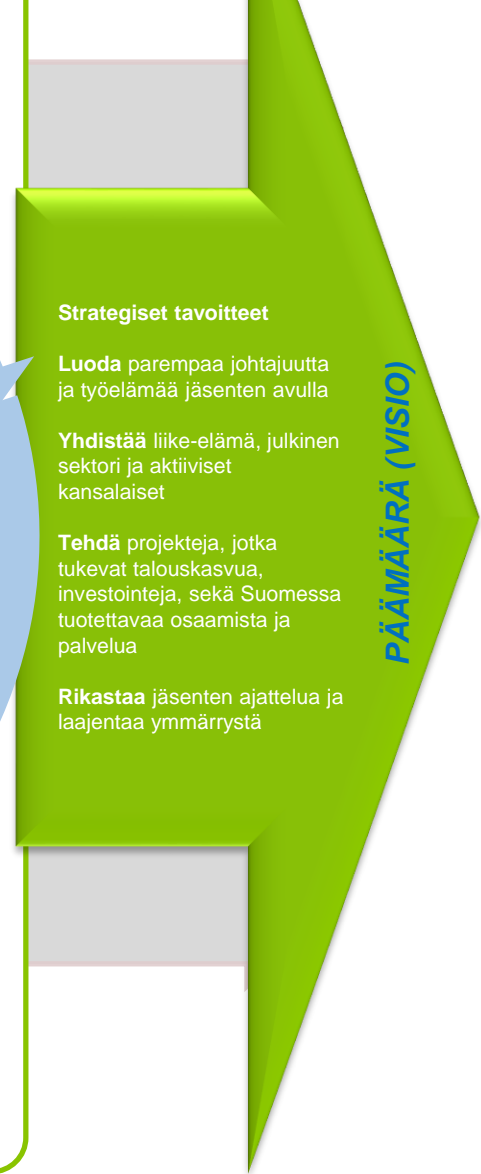 Strategiset tavoitteet
Luoda parempaa johtajuutta
ja työelämää jäsenten avulla
Yhdistää liike-elämä, julkinen
sektori ja aktiiviset
kansalaiset
Tehdä projekteja, jotka
tukevat talouskasvua,
investointeja, sekä Suomessa
tuotettavaa osaamista ja
palvelua
Rikastaa jäsenten ajattelua ja
laajentaa ymmärrystä
PÄÄMÄÄRÄ (VISIO)